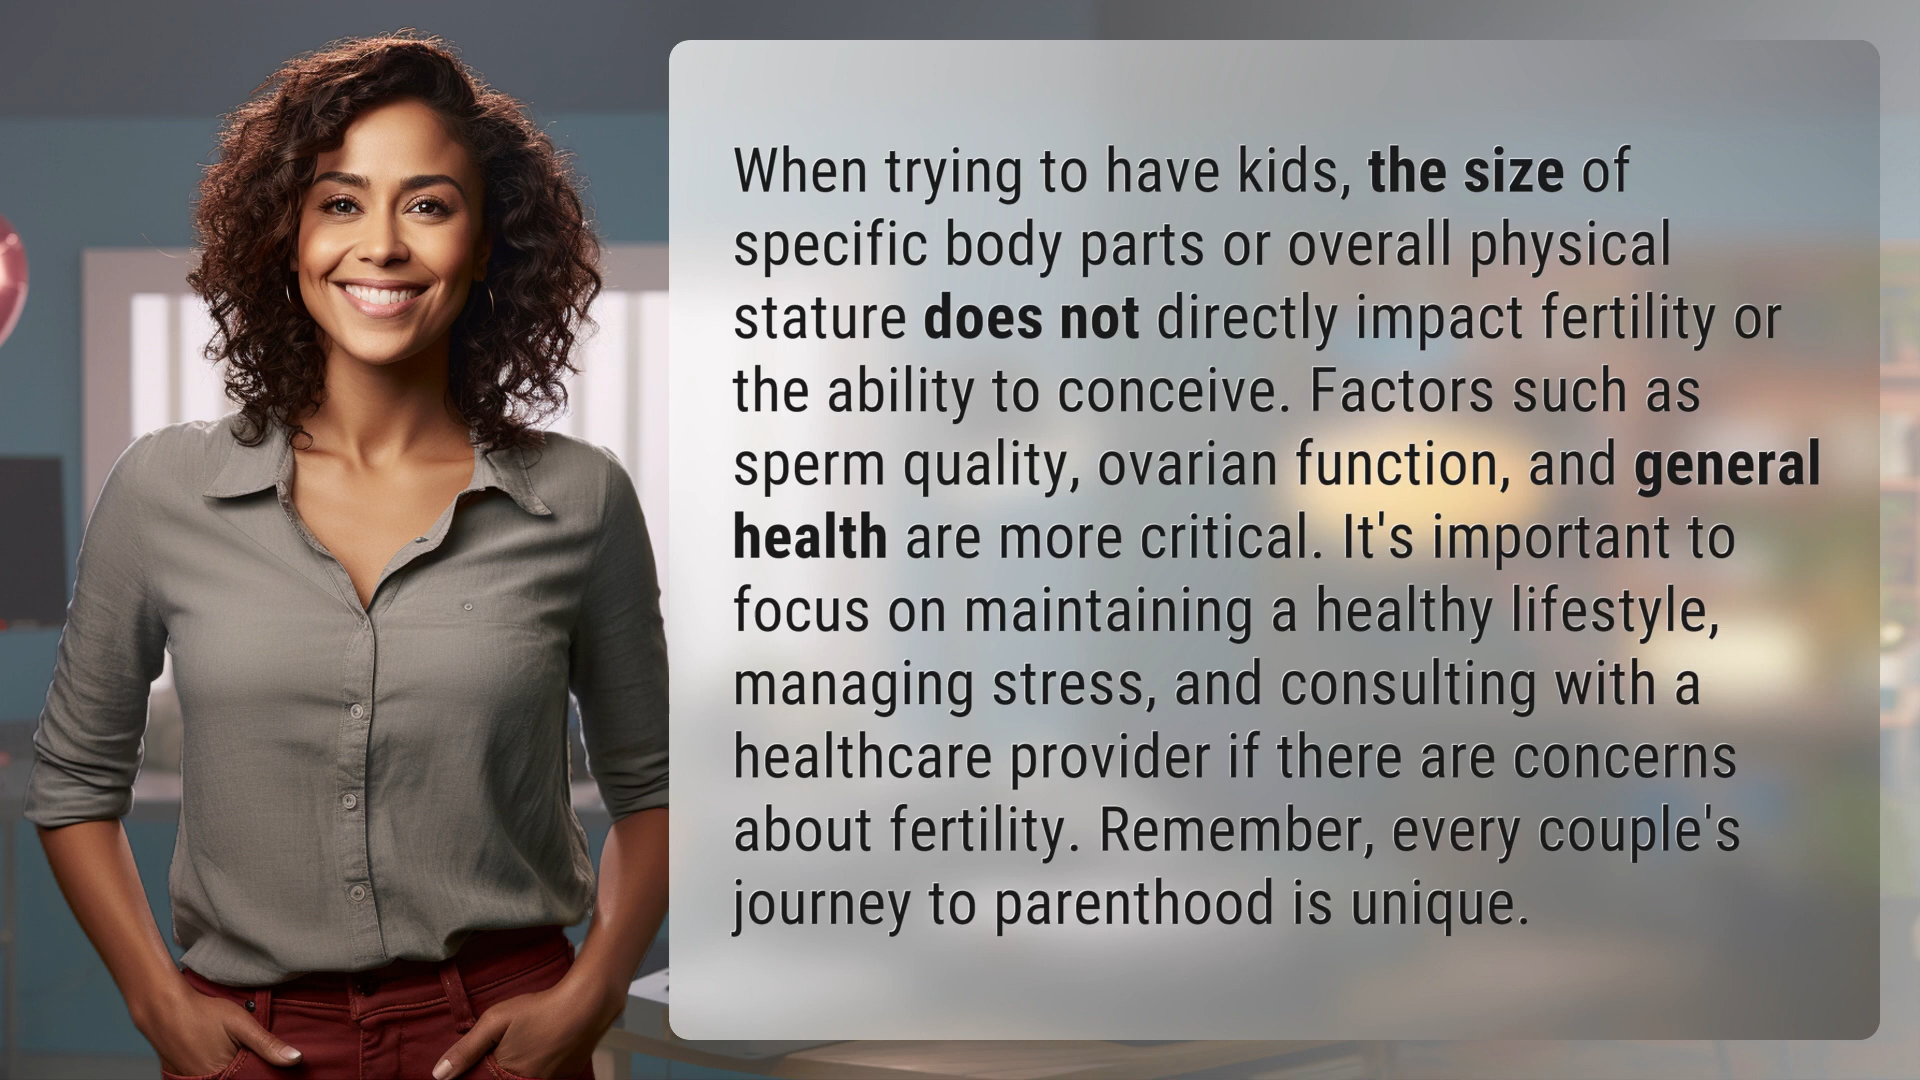 When trying to have kids, the size of
specific body parts or overall physical
stature does not directly impact fertility or
the ability to conceive. Factors such as
sperm quality, ovarian function, and general
health are more critical. It's important to
focus on maintaining a healthy lifestyle,
managing stress, and consulting with a
healthcare provider if there are concerns
about fertility. Remember, every couple's
journey to parenthood is unique.